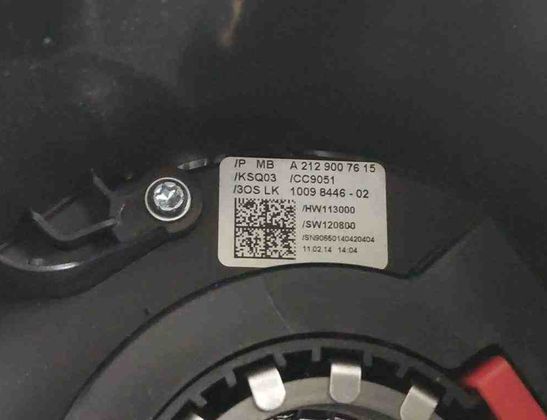 /P MB A 212 900 76 15
/KSQ03 /CC9051
/3OS LK 1009 8446 - 02
/HW113000
/SW120800
/SN90550140420404
11.02.14 14:04